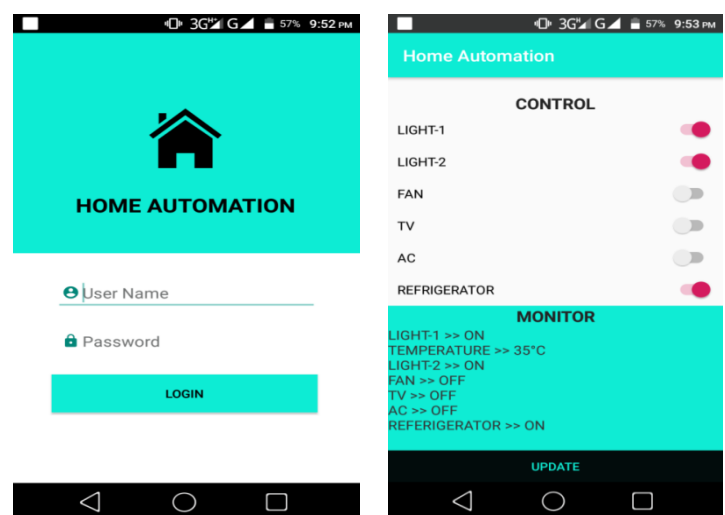 3G H G 57% 9:52 PM
HOME AUTOMATION
User Name
Password
LOGIN
3G H G 57% 9:53 PM
Home Automation
CONTROL
LIGHT-1
LIGHT-2
FAN
TV
AC
REFRIGERATOR
MONITOR
LIGHT-1 >> ON
TEMPERATURE >> 35°C
LIGHT-2 >> ON
FAN >> OFF
TV >> OFF
AC >> OFF
REFERIGERATOR >> ON
UPDATE